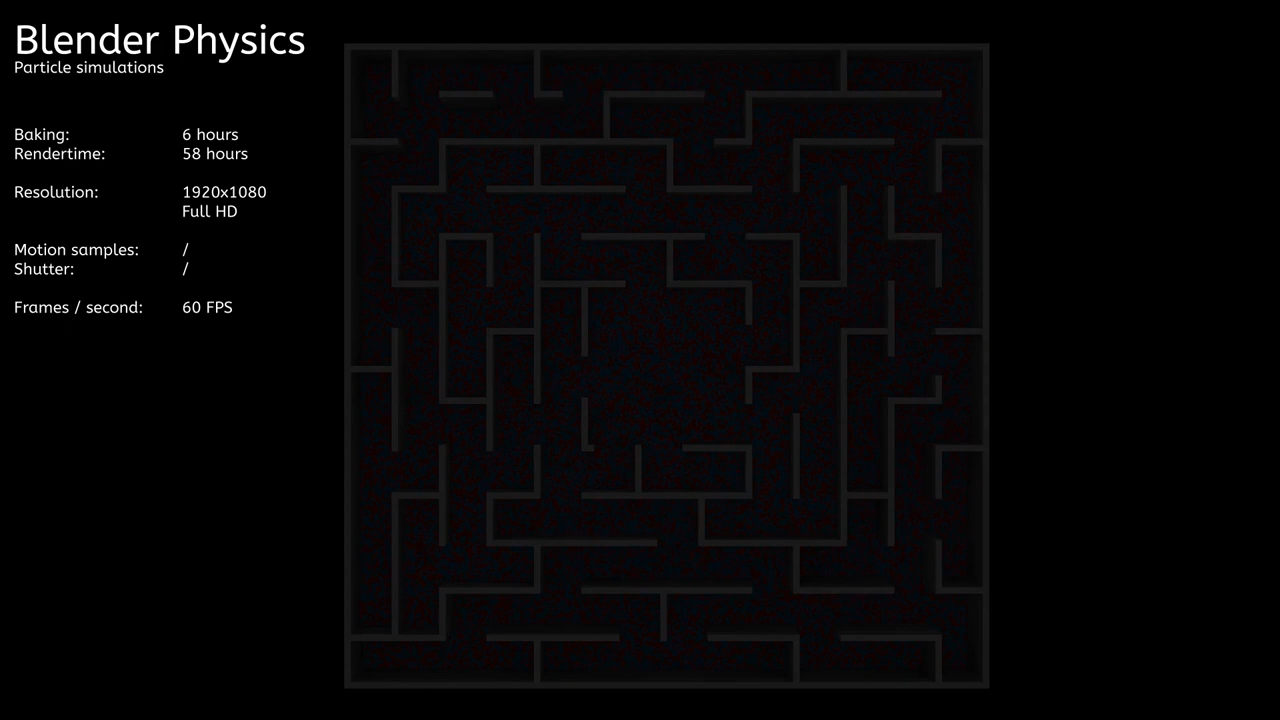 Blender Physics
Particle simulations
Baking: 6 hours
Rendertime: 58 hours
Resolution: 1920x1080
Full HD
Motion samples: /
Shutter: /
Frames / second: 60 FPS